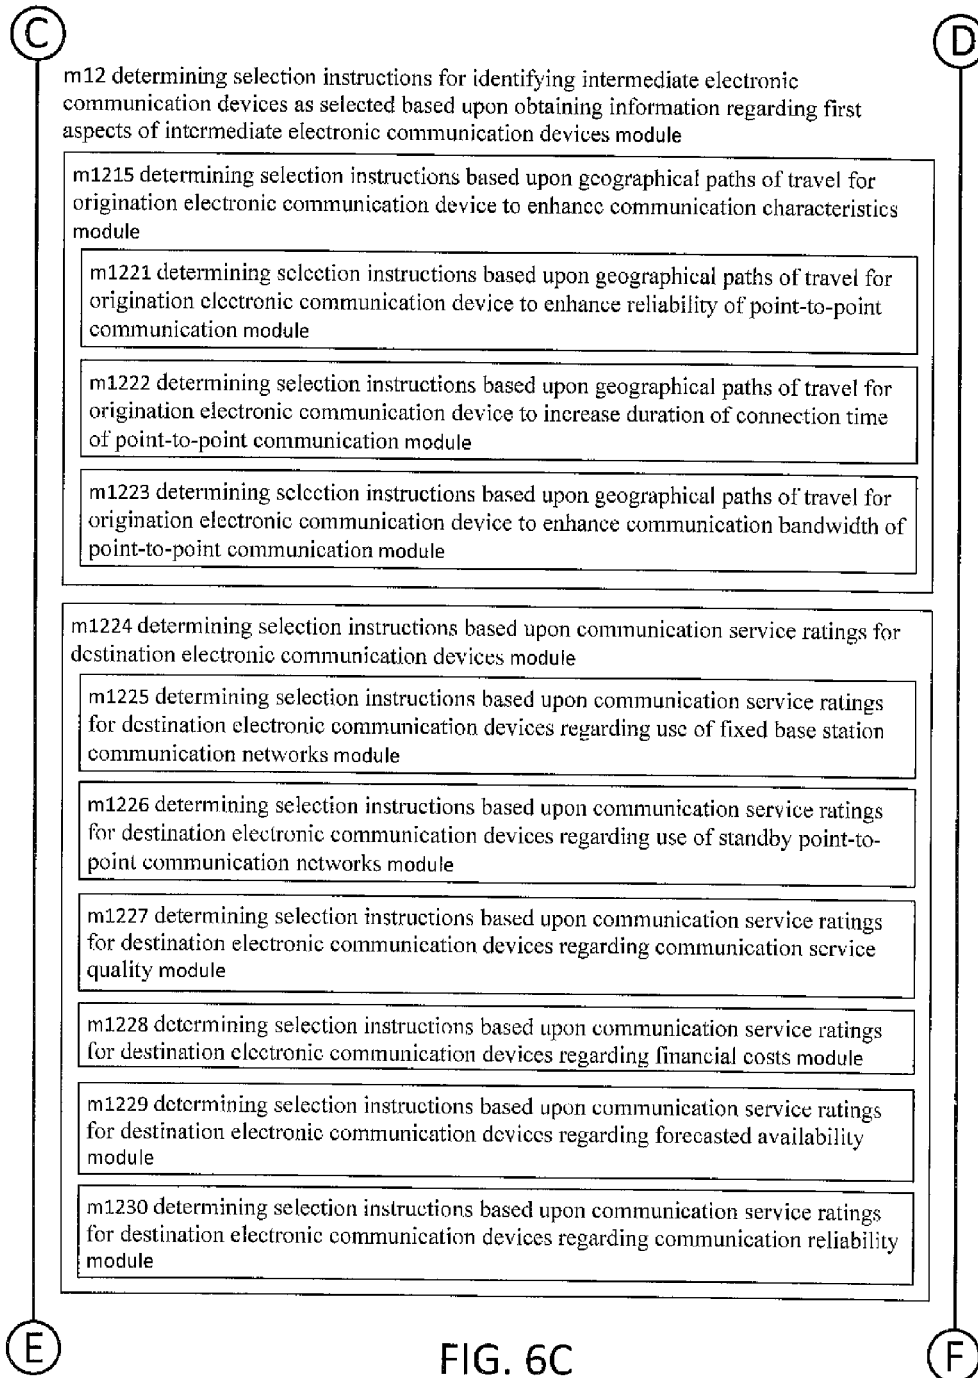 C
D
m12 determining selection instructions for identifying intermediate electronic
communication devices as selected based upon obtaining information regarding first
aspects of intermediate electronic communication devices module
m1215 determining selection instructions based upon geographical paths of travel for
origination electronic communication device to enhance communication characteristics
module
m1221 determining selection instructions based upon geographical paths of travel for
origination electronic communication device to enhance reliability of point-to-point
communication module
m1222 determining selection instructions based upon geographical paths of travel for
origination electronic communication device to increase duration of connection time
of point-to-point communication module
m1223 determining selection instructions based upon geographical paths of travel for
origination electronic communication device to enhance communication bandwidth of
point-to-point communication module
m1224 determining selection instructions based upon communication service ratings for
destination electronic communication devices module
m1225 determining selection instructions based upon communication service ratings
for destination electronic communication devices regarding use of fixed base station
communication networks module
m1226 determining selection instructions based upon communication service ratings
for destination electronic communication devices regarding use of standby point-to-
point communication networks module
m1227 determining selection instructions based upon communication service ratings
for destination electronic communication devices regarding communication service
quality module
m1228 determining selection instructions based upon communication service ratings
for destination electronic communication devices regarding financial costs module
m1229 determining selection instructions based upon communication service ratings
for destination electronic communication devices regarding forecasted availability
module
m1230 determining selection instructions based upon communication service ratings
for destination electronic communication devices regarding communication reliability
module
E
FIG. 6C
F